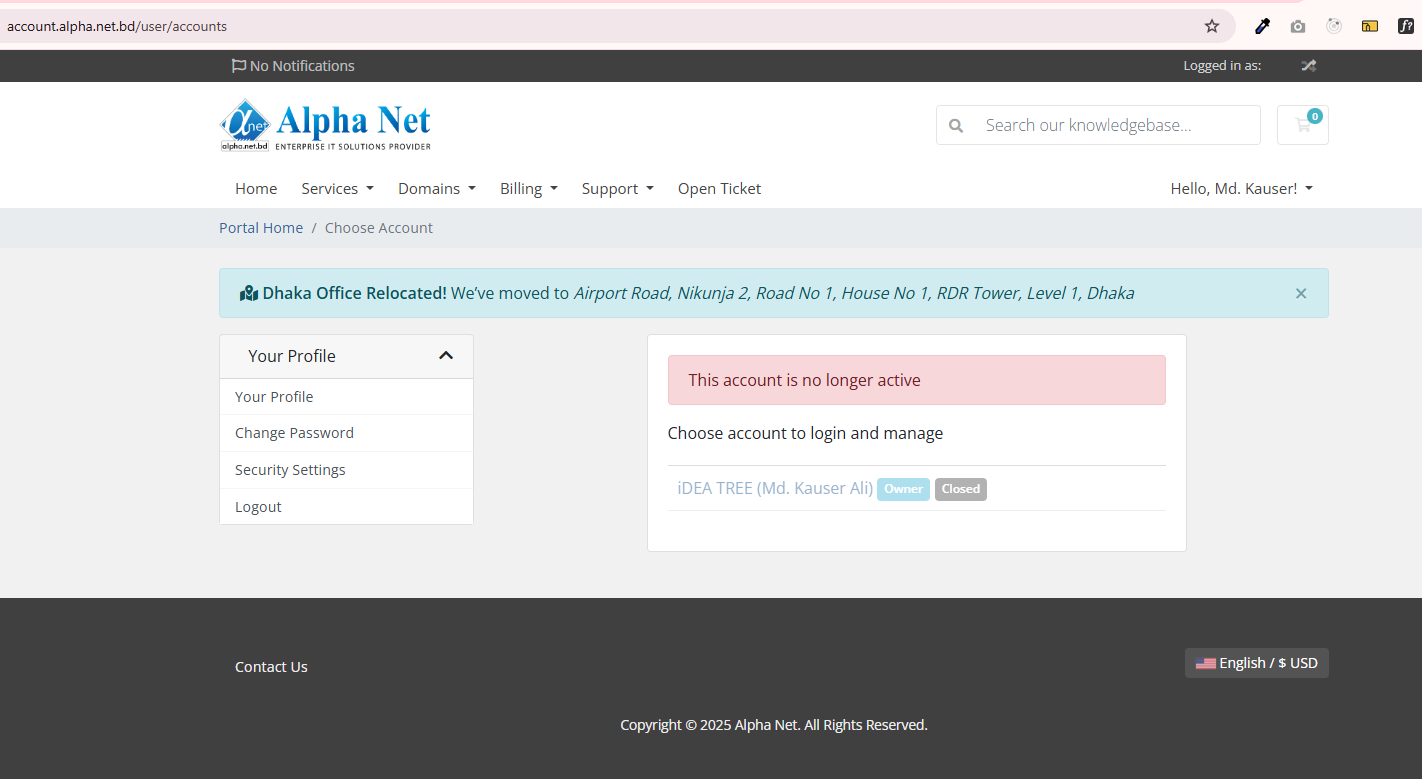 account.alpha.net.bd/user/accounts
No Notifications
Logged in as:
αnet
alpha.net.bd
Alpha Net
ENTERPRISE IT SOLUTIONS PROVIDER
Search our knowledgebase...
0
Home Services Domains Billing Support Open Ticket Hello, Md. Kauser!
Portal Home / Choose Account
Dhaka Office Relocated! We’ve moved to Airport Road, Nikunja 2, Road No 1, House No 1, RDR Tower, Level 1, Dhaka ×
Your Profile
Your Profile
Change Password
Security Settings
Logout
This account is no longer active
Choose account to login and manage
iDEA TREE (Md. Kauser Ali) Owner Closed
Contact Us
English / $ USD
Copyright © 2025 Alpha Net. All Rights Reserved.